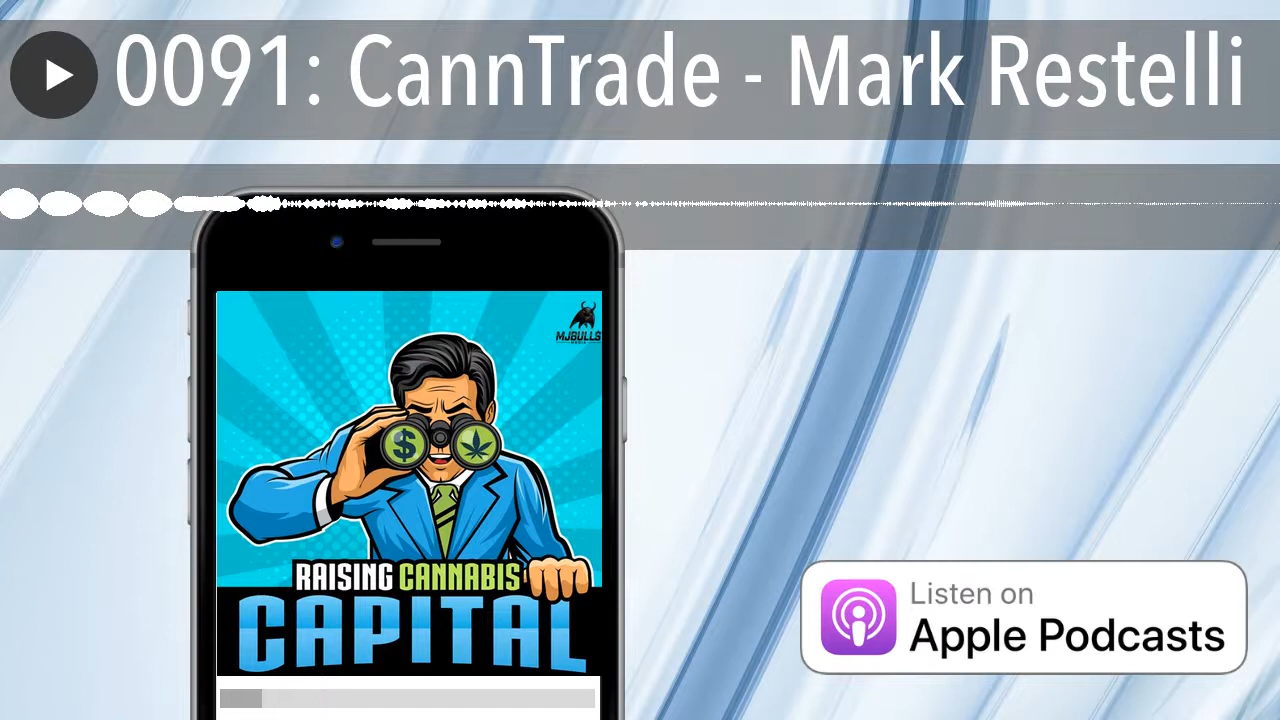 0091: CannTrade - Mark Restelli
MJBULLS
MEDIA
$
RAISING CANNABIS
CAPITAL
Listen on
Apple Podcasts